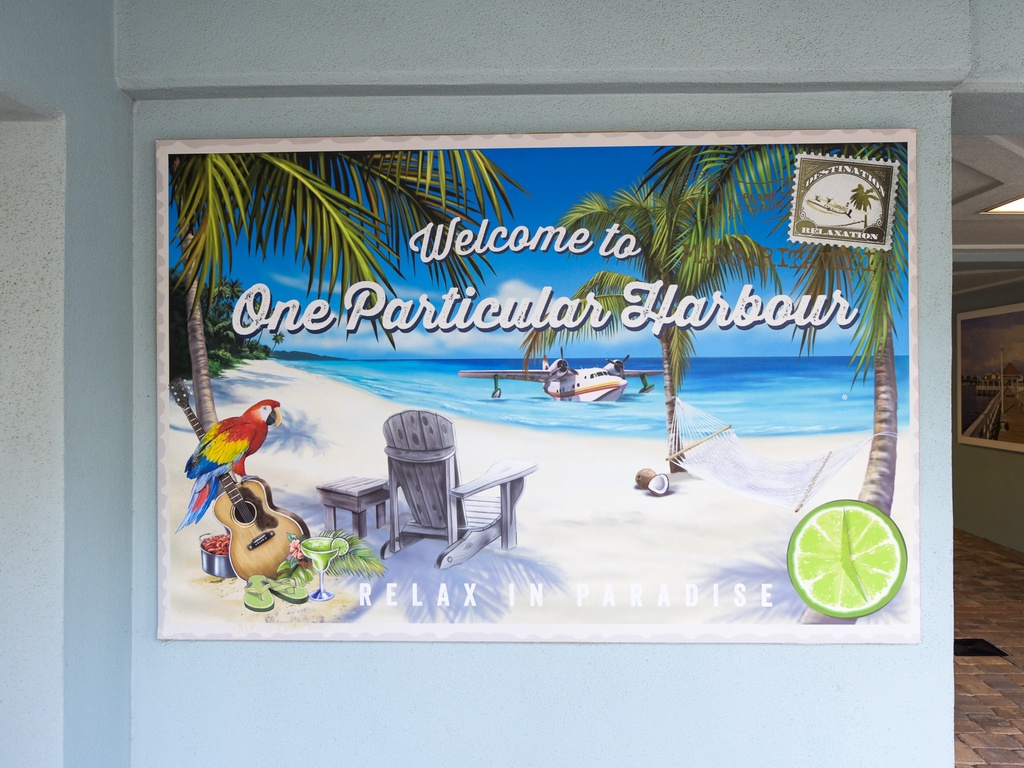 Welcome to
One Particular Harbour
DESTINATION
RELAXATION
RELAX IN PARADISE